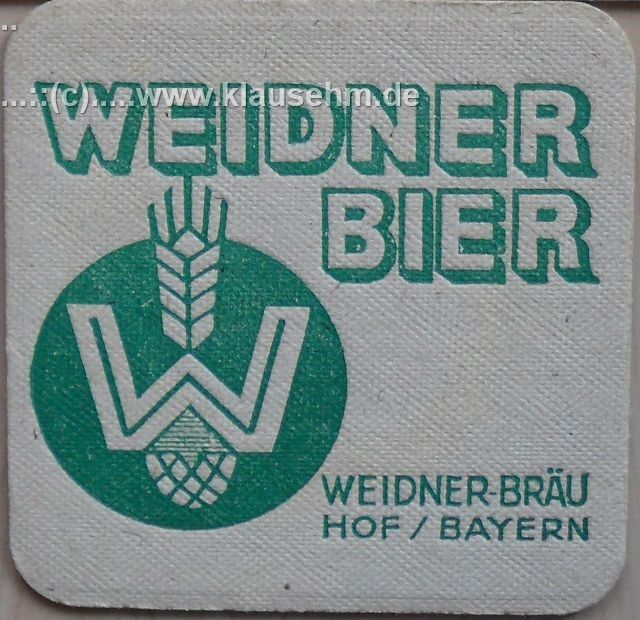 ...::(c)....:www.klausehm.de
WEIDNER
BIER
W
WEIDNER-BRÄU
HOF / BAYERN